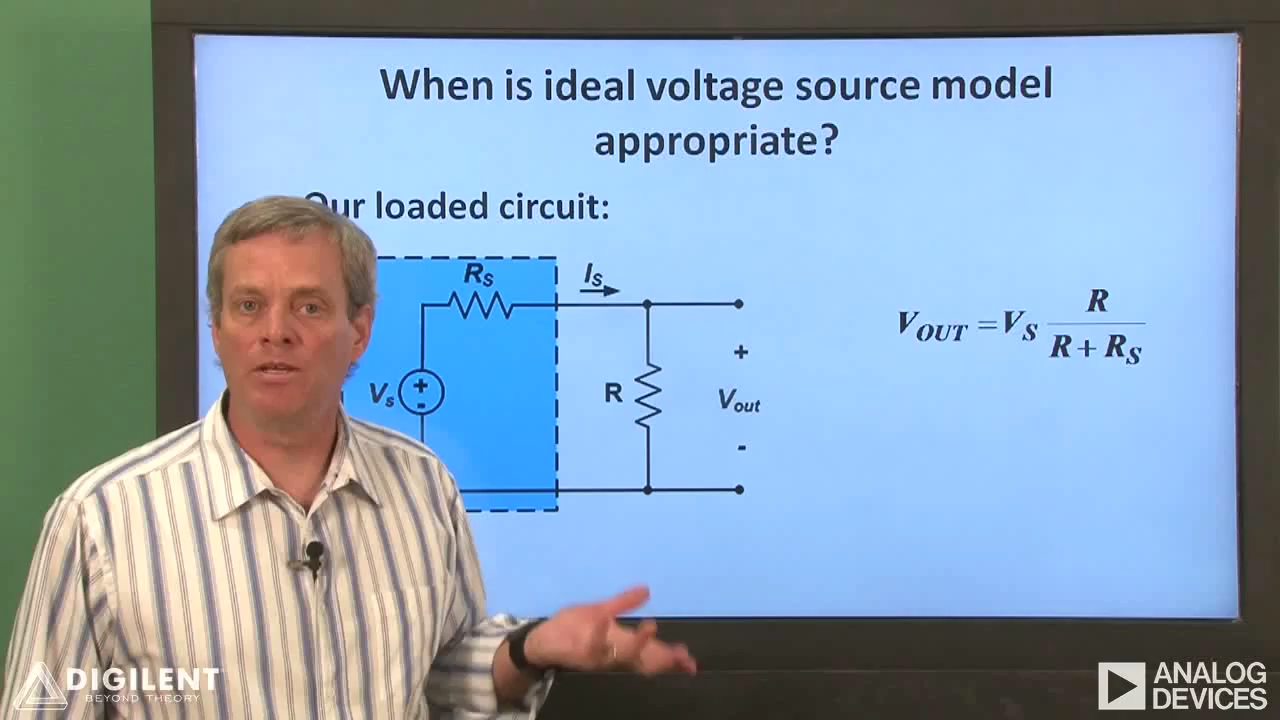 When is ideal voltage source model
appropriate?
Our loaded circuit:
RS
IS
Vs
+
-
R
+
Vout
-
VOUT = VS R / (R + RS)
DIGILENT
BEYOND THEORY
ANALOG
DEVICES